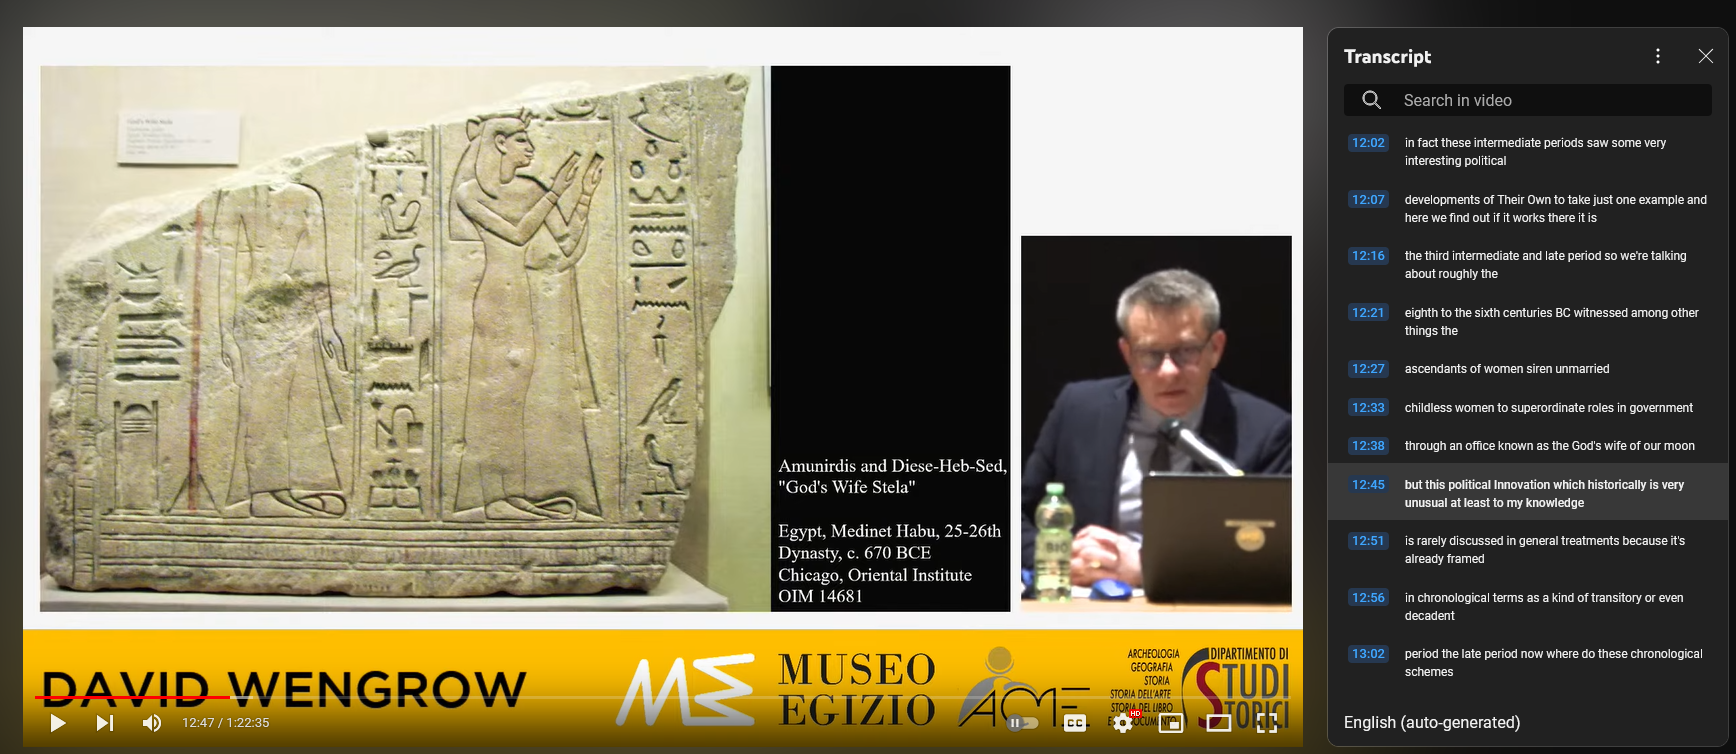 Amunirdis and Diese-Heb-Sed,
"God's Wife Stela"
Egypt, Medinet Habu, 25-26th
Dynasty, c. 670 BCE
Chicago, Oriental Institute
OIM 14681
DAVID WENGROW
MUSEO
EGIZIO
ACME
ARCHEOLOGIA
GEOGRAFIA
STORIA
STORIA DELL'ARTE
STORIA DEL LIBRO
E DOCUMENTO
DIPARTIMENTO DI
STUDI
STORICI
12:47 / 1:22:35
CC
HD
Transcript
Search in video
12:02
in fact these intermediate periods saw some very
interesting political
12:07
developments of Their Own to take just one example and
here we find out if it works there it is
12:16
the third intermediate and late period so we're talking
about roughly the
12:21
eighth to the sixth centuries BC witnessed among other
things the
12:27
ascendants of women siren unmarried
12:33
childless women to superordinate roles in government
12:38
through an office known as the God's wife of our moon
12:45
but this political Innovation which historically is very
unusual at least to my knowledge
12:51
is rarely discussed in general treatments because it's
already framed
12:56
in chronological terms as a kind of transitory or even
decadent
13:02
period the late period now where do these chronological
schemes
English (auto-generated)